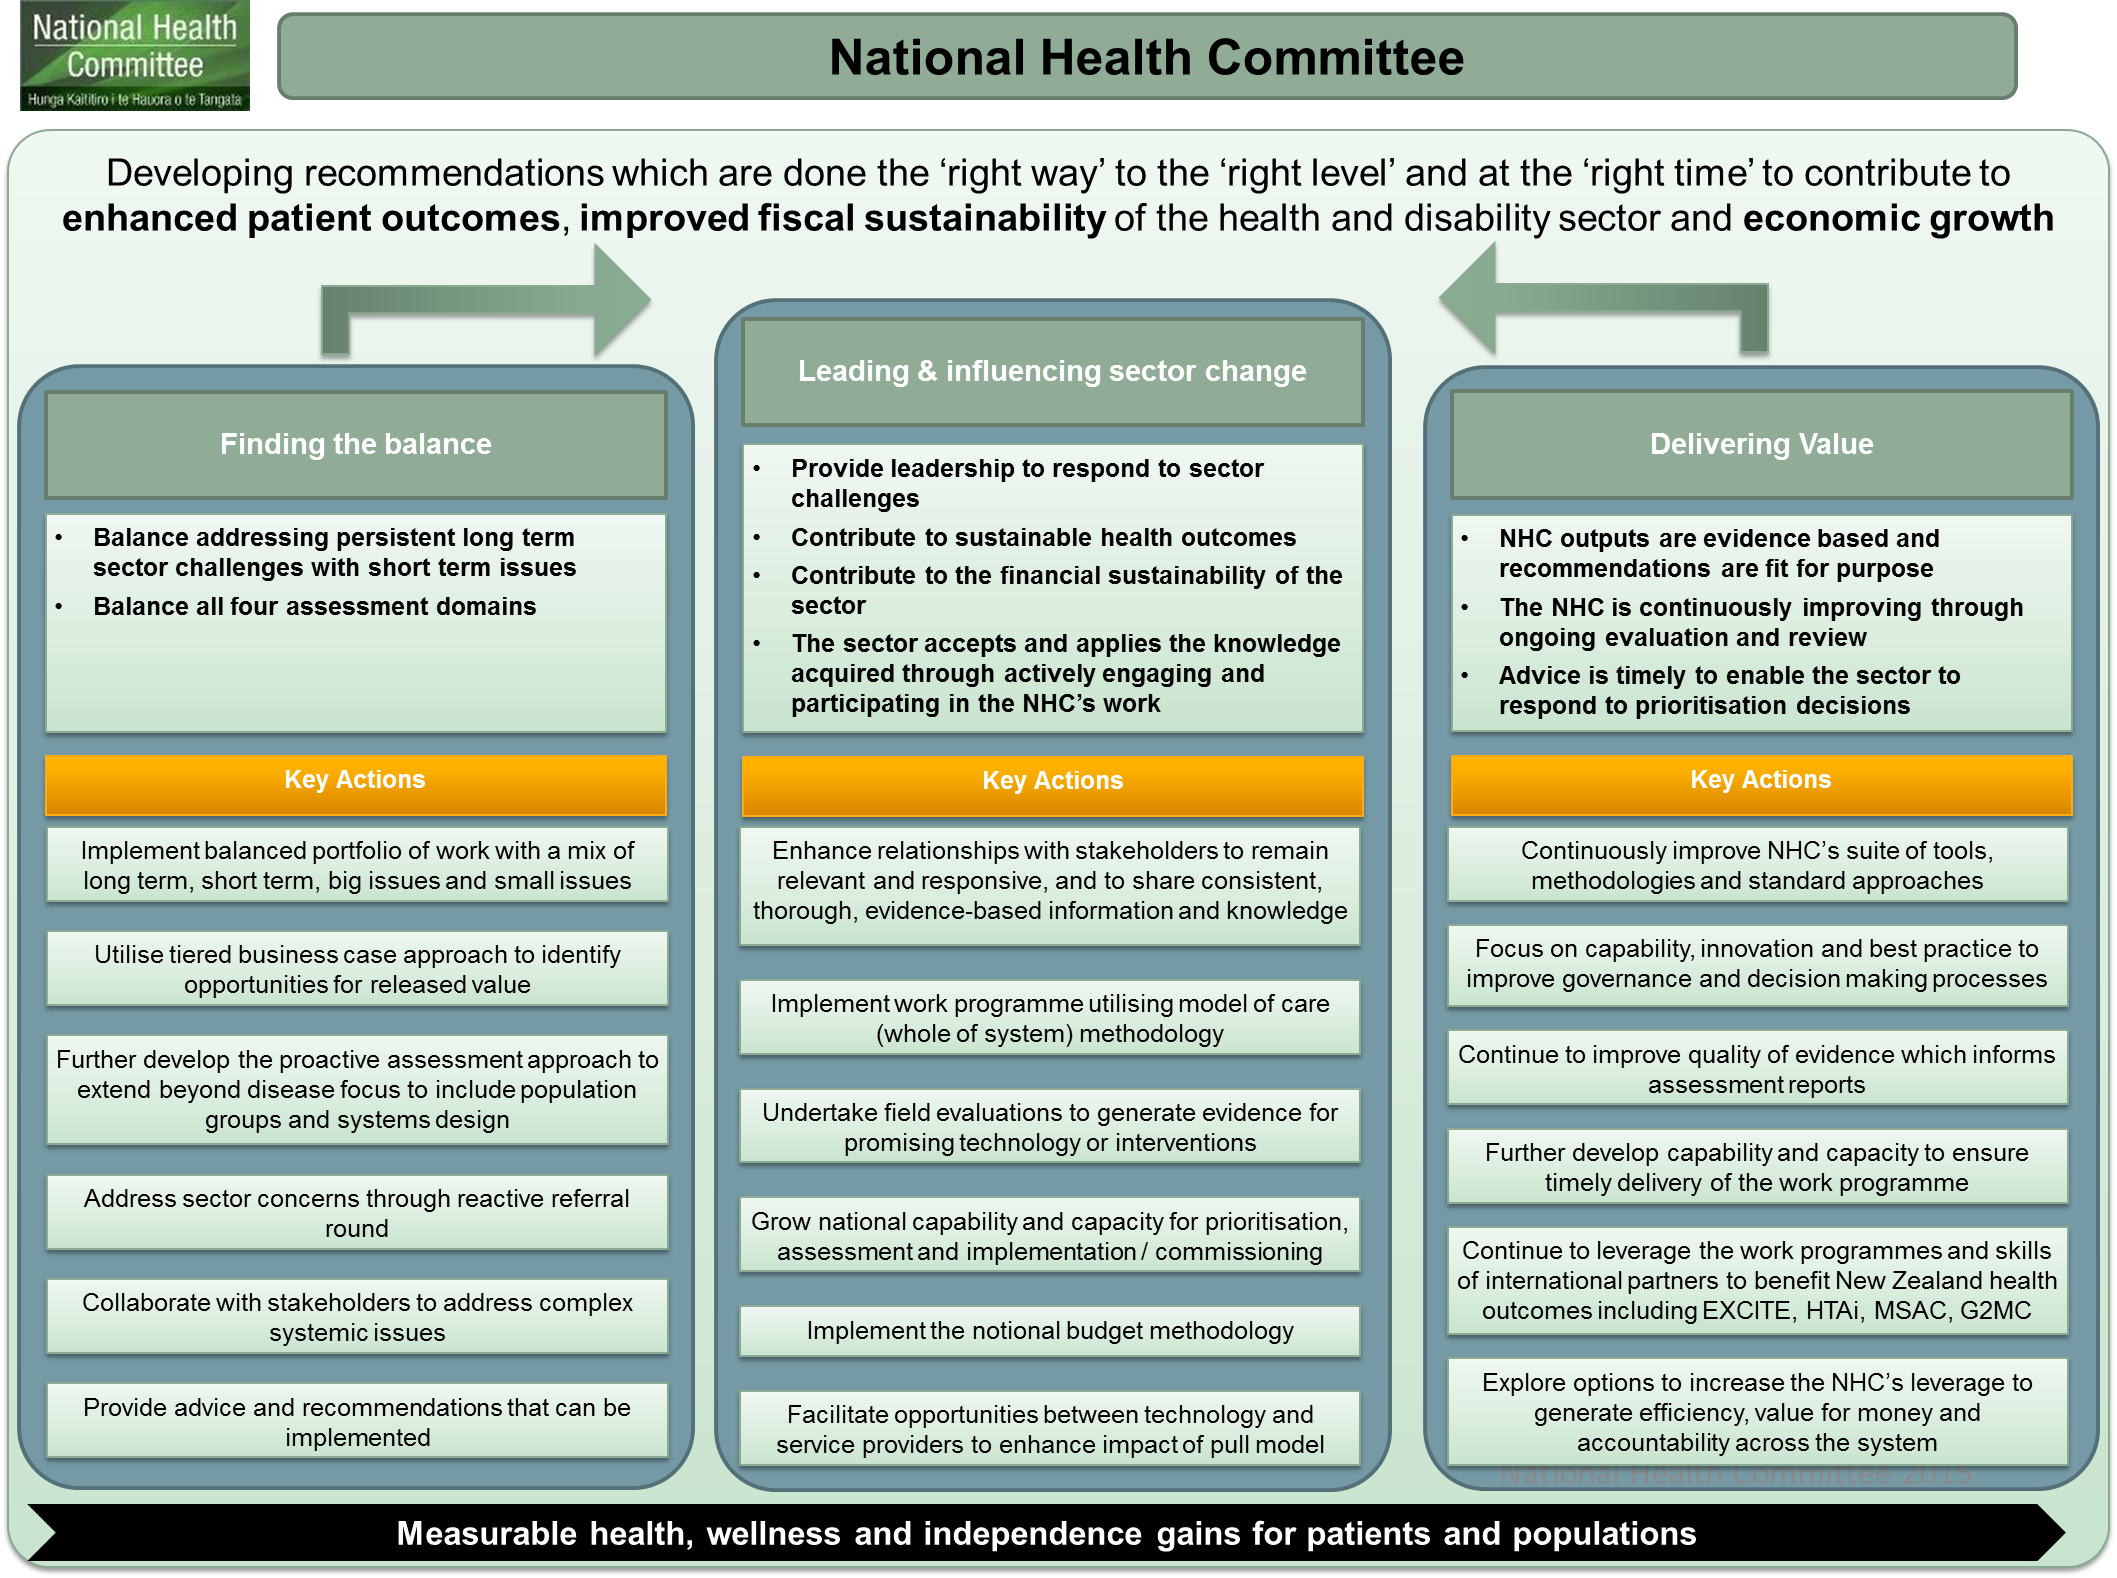 National Health
Committee
Hunga Kaititiro i te Hauora o te Tangata
National Health Committee
Developing recommendations which are done the ‘right way’ to the ‘right level’ and at the ‘right time’ to contribute to
enhanced patient outcomes, improved fiscal sustainability of the health and disability sector and economic growth
Finding the balance
• Balance addressing persistent long term
sector challenges with short term issues
• Balance all four assessment domains
Key Actions
Implement balanced portfolio of work with a mix of
long term, short term, big issues and small issues
Utilise tiered business case approach to identify
opportunities for released value
Further develop the proactive assessment approach to
extend beyond disease focus to include population
groups and systems design
Address sector concerns through reactive referral
round
Collaborate with stakeholders to address complex
systemic issues
Provide advice and recommendations that can be
implemented
Leading & influencing sector change
• Provide leadership to respond to sector
challenges
• Contribute to sustainable health outcomes
• Contribute to the financial sustainability of the
sector
• The sector accepts and applies the knowledge
acquired through actively engaging and
participating in the NHC’s work
Key Actions
Enhance relationships with stakeholders to remain
relevant and responsive, and to share consistent,
thorough, evidence-based information and knowledge
Implement work programme utilising model of care
(whole of system) methodology
Undertake field evaluations to generate evidence for
promising technology or interventions
Grow national capability and capacity for prioritisation,
assessment and implementation / commissioning
Implement the notional budget methodology
Facilitate opportunities between technology and
service providers to enhance impact of pull model
Delivering Value
• NHC outputs are evidence based and
recommendations are fit for purpose
• The NHC is continuously improving through
ongoing evaluation and review
• Advice is timely to enable the sector to
respond to prioritisation decisions
Key Actions
Continuously improve NHC’s suite of tools,
methodologies and standard approaches
Focus on capability, innovation and best practice to
improve governance and decision making processes
Continue to improve quality of evidence which informs
assessment reports
Further develop capability and capacity to ensure
timely delivery of the work programme
Continue to leverage the work programmes and skills
of international partners to benefit New Zealand health
outcomes including EXCITE, HTAi, MSAC, G2MC
Explore options to increase the NHC’s leverage to
generate efficiency, value for money and
accountability across the system
National Health Committee 2015
Measurable health, wellness and independence gains for patients and populations